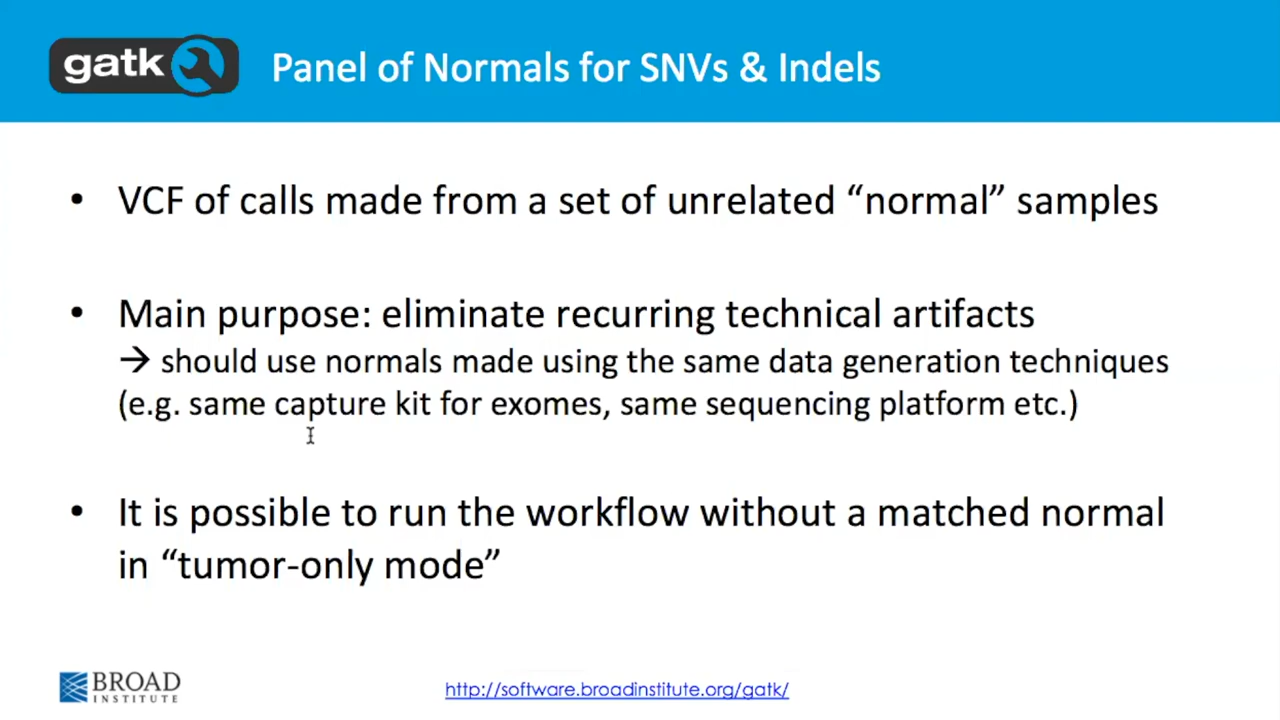 gatk Panel of Normals for SNVs & Indels
• VCF of calls made from a set of unrelated “normal” samples
• Main purpose: eliminate recurring technical artifacts
→ should use normals made using the same data generation techniques
(e.g. same capture kit for exomes, same sequencing platform etc.)
• It is possible to run the workflow without a matched normal
in “tumor-only mode”
BROAD
INSTITUTE
http://software.broadinstitute.org/gatk/